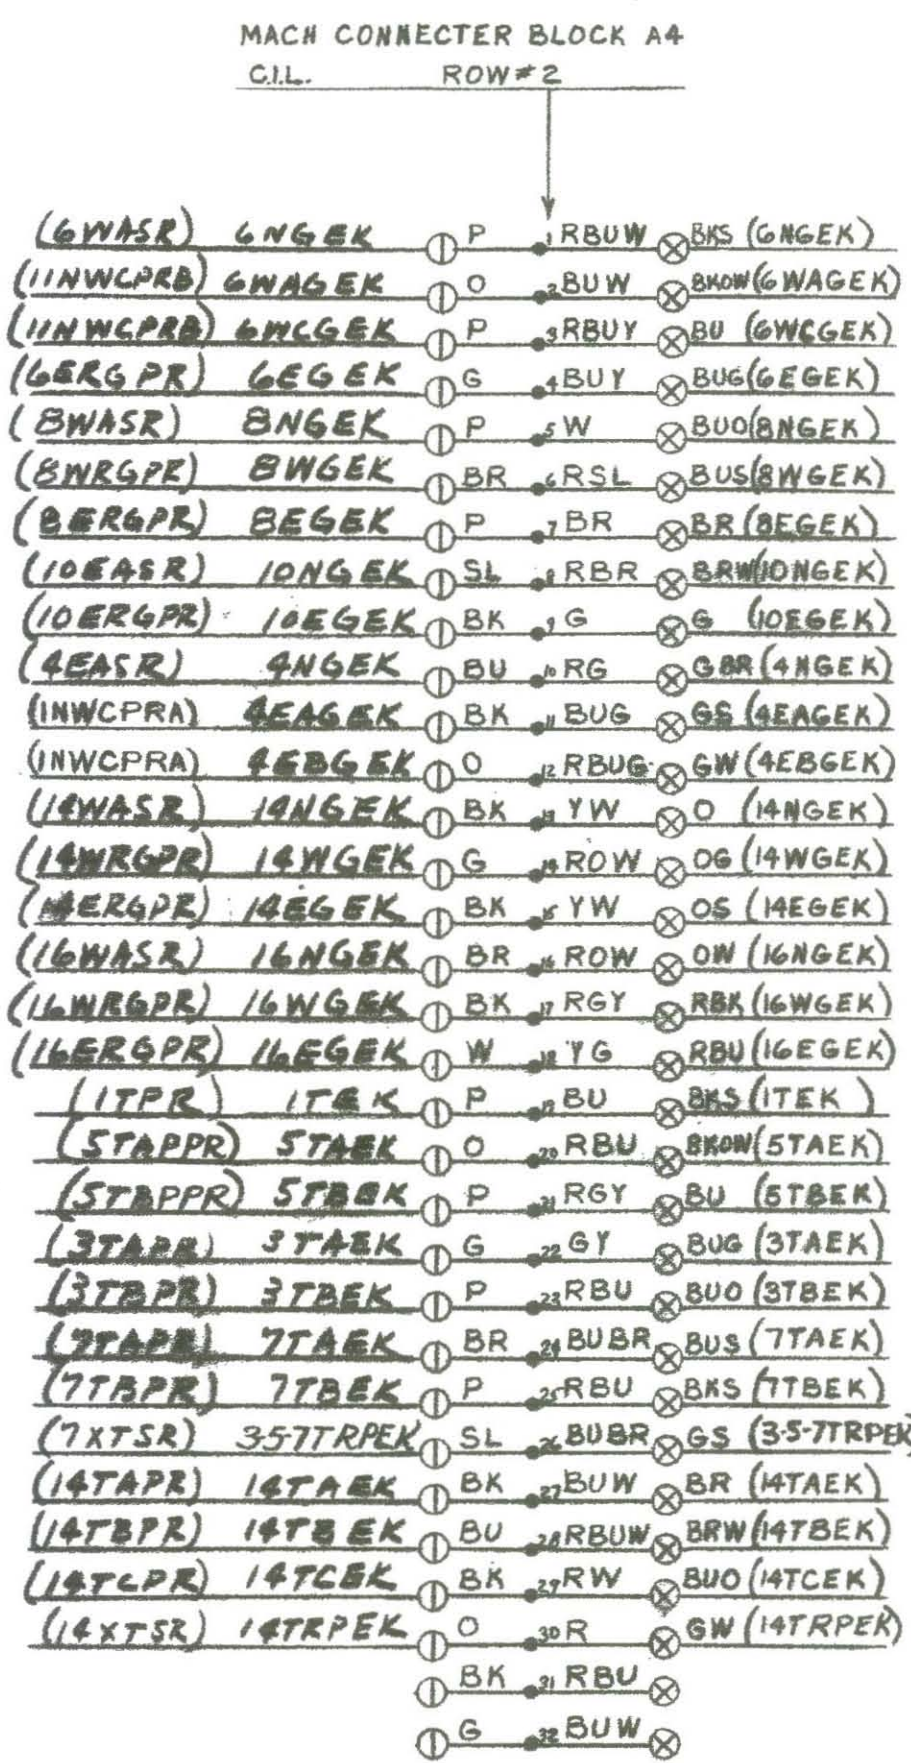 MACH CONNECTER BLOCK A4
C.I.L. ROW #2
(6WASR) 6NGEK P 1 RBUW BKS (6NGEK)
(11NWCPRB) 6WAGEK O 2 BUW BKOW (6WAGEK)
(11NWCPRB) 6WCGEK P 3 RBUY BU (6WCGEK)
(6ERGPR) 6EGEK G 4 BUY BUG (6EGEK)
(8WASR) 8NGEK P 5 W BUO (8NGEK)
(8WRGPR) 8WGEK BR 6 RSL BUS (8WGEK)
(8ERGPR) 8EGEK P 7 BR BR (8EGEK)
(10EASR) 10NGEK SL 8 RBR BRW (10NGEK)
(10ERGPR) 10EGEK BK 9 G G (10EGEK)
(4EASR) 4NGEK BU 10 RG GBR (4NGEK)
(1NWCPRA) 4EAGEK BK 11 BUG GS (4EAGEK)
(1NWCPRA) 4EBGEK O 12 RBUG GW (4EBGEK)
(14WASR) 14NGEK BK 13 YW O (14NGEK)
(14WRGPR) 14WGEK G 14 ROW OG (14WGEK)
(14ERGPR) 14EGEK BK 15 YW OS (14EGEK)
(16WASR) 16NGEK BR 16 ROW OW (16NGEK)
(16WRGPR) 16WGEK BK 17 RGY RBK (16WGEK)
(16ERGPR) 16EGEK W 18 YG RBU (16EGEK)
(1TPR) 1TEK P 19 BU BKS (1TEK)
(5TAPPR) 5TAEK O 20 RBU BKOW (5TAEK)
(5TBPPR) 5TBEK P 21 RGY BU (5TBEK)
(3TAPR) 3TAEK G 22 GY BUG (3TAEK)
(3TBPR) 3TBEK P 23 RBU BUO (3TBEK)
(7TAPR) 7TAEK BR 24 BUBR BUS (7TAEK)
(7TBPR) 7TBEK P 25 RBU BKS (7TBEK)
(7XTSR) 3-5-7TRPEK SL 26 BUBR GS (3-5-7TRPEK)
(14TAPR) 14TAEK BK 27 BUW BR (14TAEK)
(14TBPR) 14TBEK BU 28 RBUW BRW (14TBEK)
(14TCPR) 14TCEK BK 29 RW BUO (14TCEK)
(14XTSR) 14TRPEK O 30 R GW (14TRPEK)
BK 31 RBU
G 32 BUW